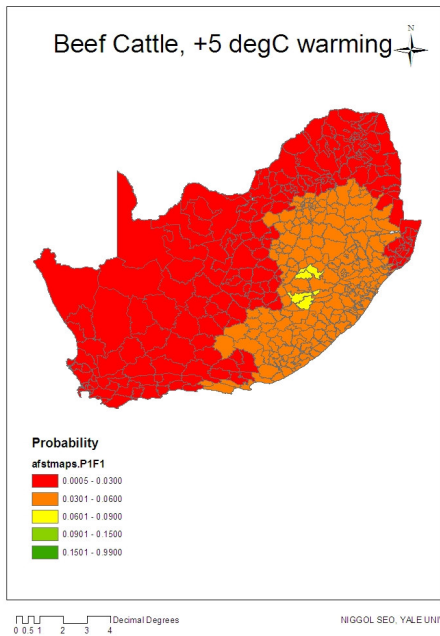 Beef Cattle, +5 degC warming
N
Probability
afstmaps.P1F1
0.0005 - 0.0300
0.0301 - 0.0600
0.0601 - 0.0900
0.0901 - 0.1500
0.1501 - 0.9900
Decimal Degrees
0 0.5 1 2 3 4
NIGGOL SEO, YALE UNI